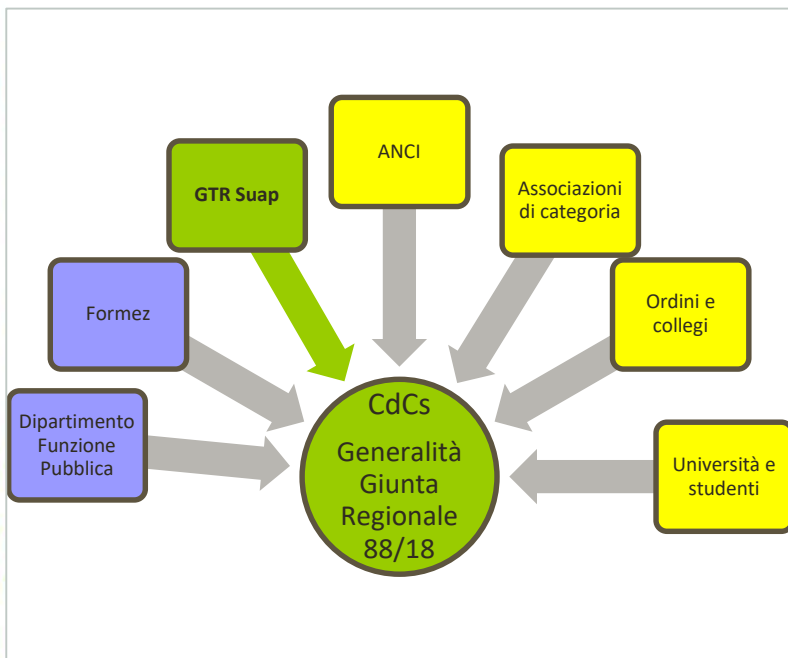 ANCI
GTR Suap
Associazioni
di categoria
Formez
Ordini e
collegi
Dipartimento
Funzione
Pubblica
Università e
studenti
CdCs
Generalità
Giunta
Regionale
88/18